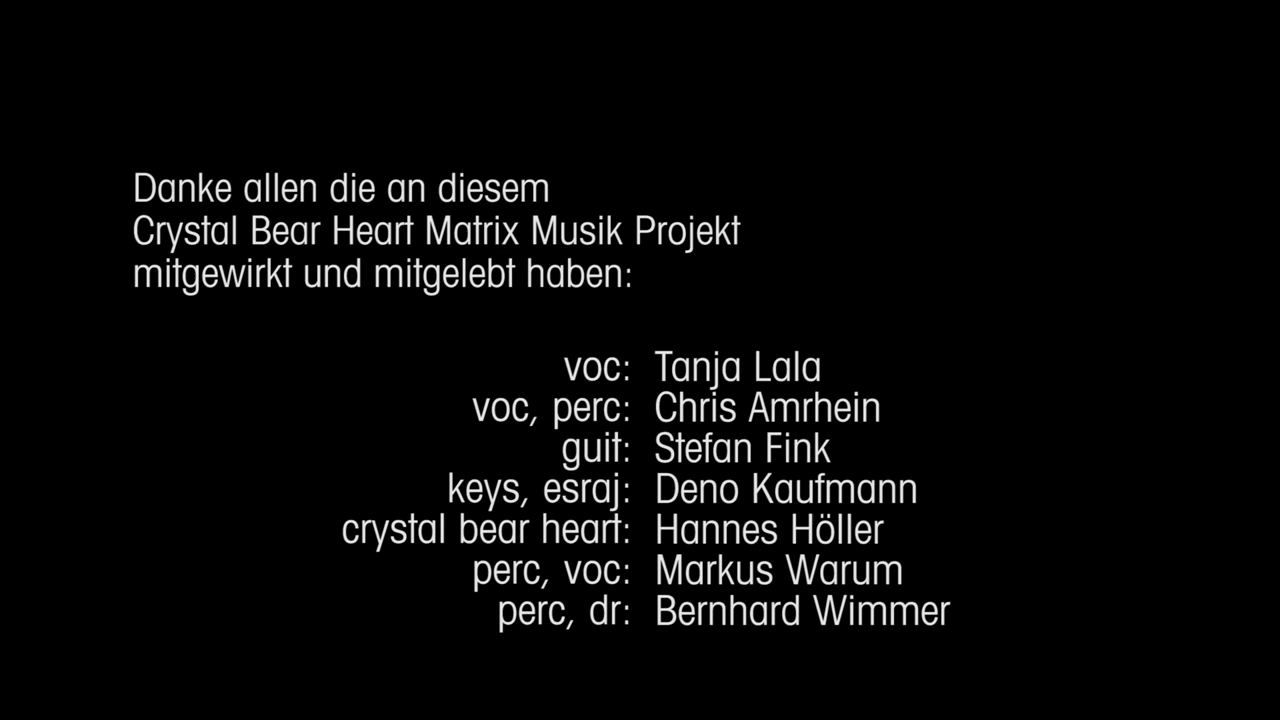 Danke allen die an diesem
Crystal Bear Heart Matrix Musik Projekt
mitgewirkt und mitgelebt haben:
voc: Tanja Lala
voc, perc: Chris Amrhein
guit: Stefan Fink
keys, esraj: Deno Kaufmann
crystal bear heart: Hannes Höller
perc, voc: Markus Warum
perc, dr: Bernhard Wimmer